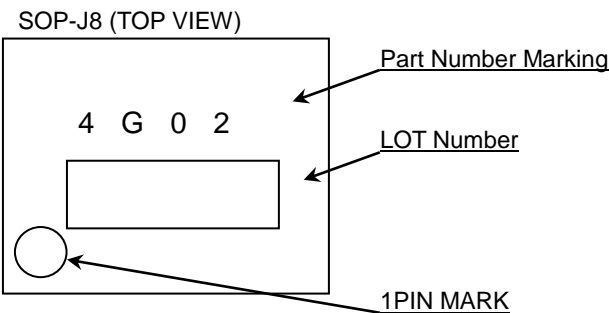 SOP-J8 (TOP VIEW)
Part Number Marking
4 G 0 2
LOT Number
1PIN MARK